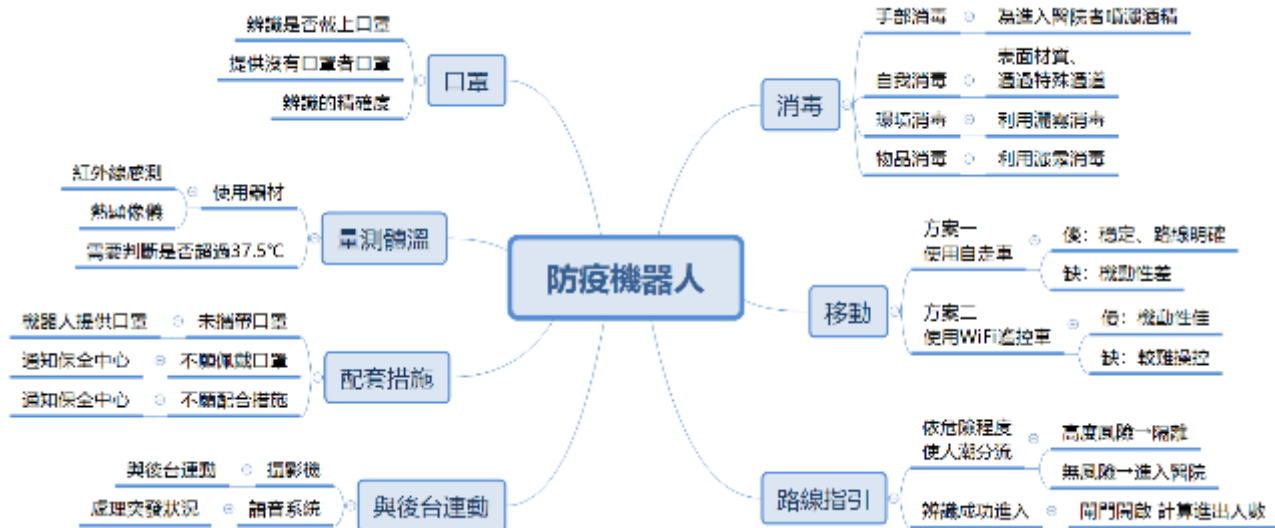 防疫機器人
口罩
辨識是否戴上口罩
提供沒有口罩者口罩
辨識的精確度
量測體溫
使用器材
紅外線感測
熱顯像儀
需要判斷是否超過37.5℃
配套措施
未攜帶口罩
機器人提供口罩
不願佩戴口罩
通知保全中心
不願配合措施
通知保全中心
與後台連動
攝影機
與後台連動
語音系統
處理突發狀況
消毒
手部消毒
為進入醫院者噴灑酒精
自我消毒
表面材質、
通過特殊通道
環境消毒
利用灑霧消毒
物品消毒
利用灑霧消毒
移動
方案一
使用自走車
優：穩定、路線明確
缺：機動性差
方案二
使用WiFi遙控車
優：機動性佳
缺：較難操控
路線指引
依危險程度
使人潮分流
高度風險→隔離
無風險→進入醫院
辨識成功進入
閘門開啟 計算進出人數